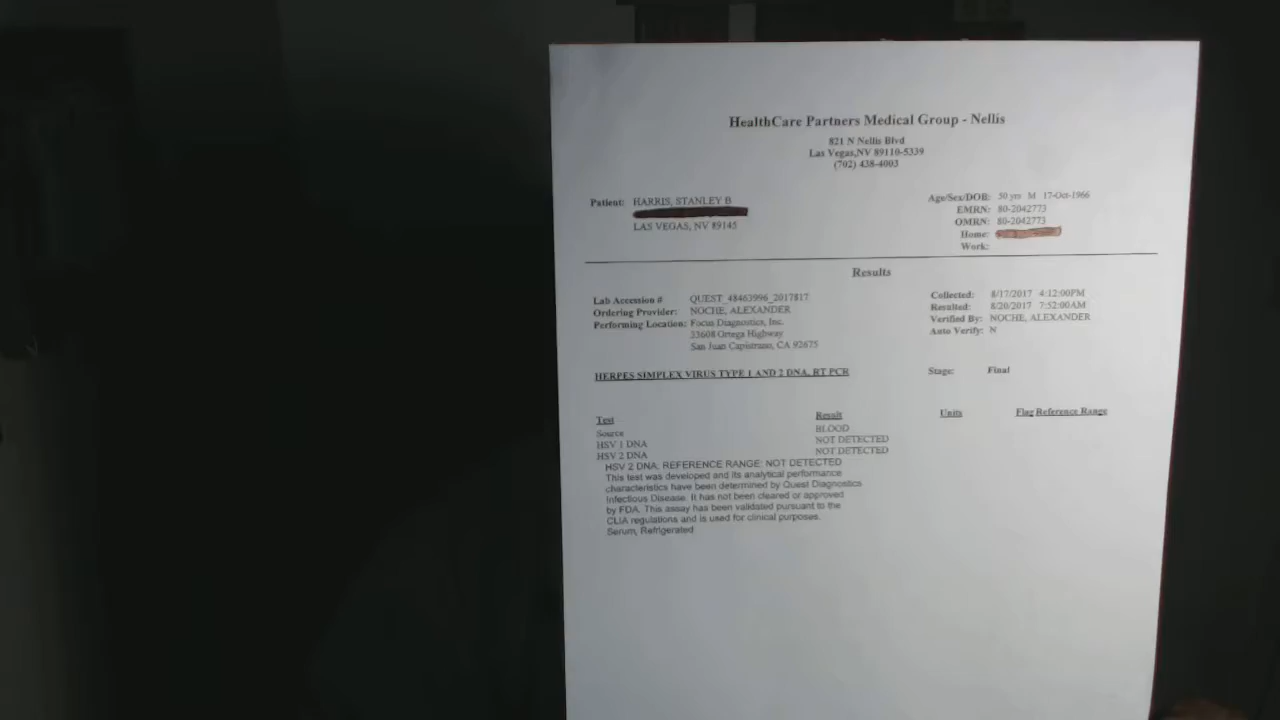 HealthCare Partners Medical Group - Nellis
821 N Nellis Blvd
Las Vegas,NV 89110-5339
(702) 438-4003
Patient: HARRIS, STANLEY B
LAS VEGAS, NV 89145
Age/Sex/DOB: 50 yrs M 17-Oct-1966
EMRN: 80-2042773
OMRN: 80-2042773
Home:
Work:
Results
Lab Accession # QUEST_48463996_2017817
Ordering Provider: NOCHE, ALEXANDER
Performing Location: Focus Diagnostics, Inc.
33608 Ortega Highway
San Juan Capistrano, CA 92675
Collected: 8/17/2017 4:12:00PM
Resulted: 8/20/2017 7:52:00AM
Verified By: NOCHE, ALEXANDER
Auto Verify: N
HERPES SIMPLEX VIRUS TYPE 1 AND 2 DNA, RT PCR Stage: Final
Test Result Units Flag Reference Range
Source BLOOD
HSV 1 DNA NOT DETECTED
HSV 2 DNA NOT DETECTED
HSV 2 DNA: REFERENCE RANGE: NOT DETECTED
This test was developed and its analytical performance
characteristics have been determined by Quest Diagnostics
Infectious Disease. It has not been cleared or approved
by FDA. This assay has been validated pursuant to the
CLIA regulations and is used for clinical purposes.
Serum, Refrigerated